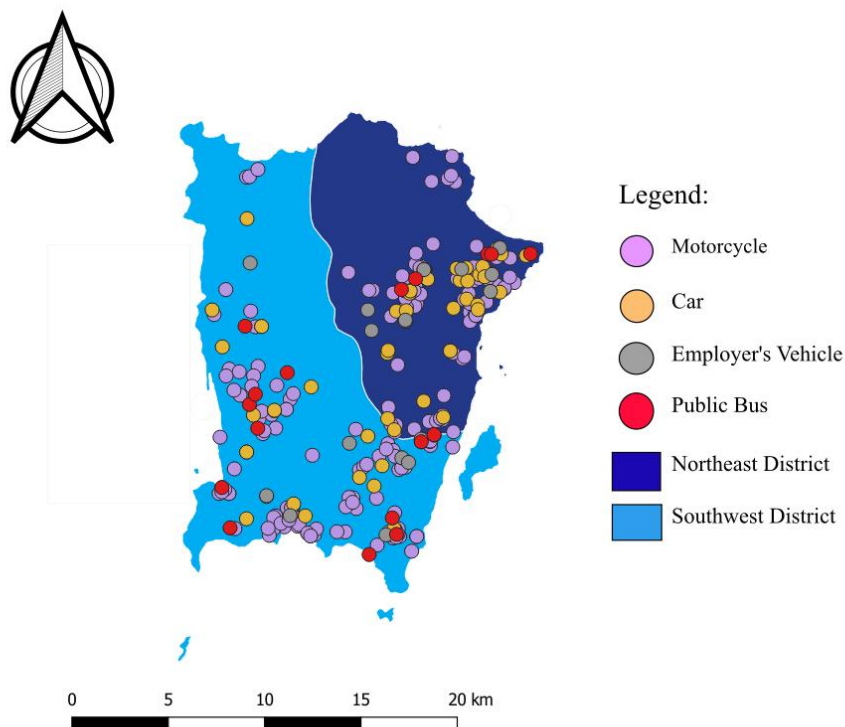 Legend:
Motorcycle
Car
Employer's Vehicle
Public Bus
Northeast District
Southwest District
0 5 10 15 20 km